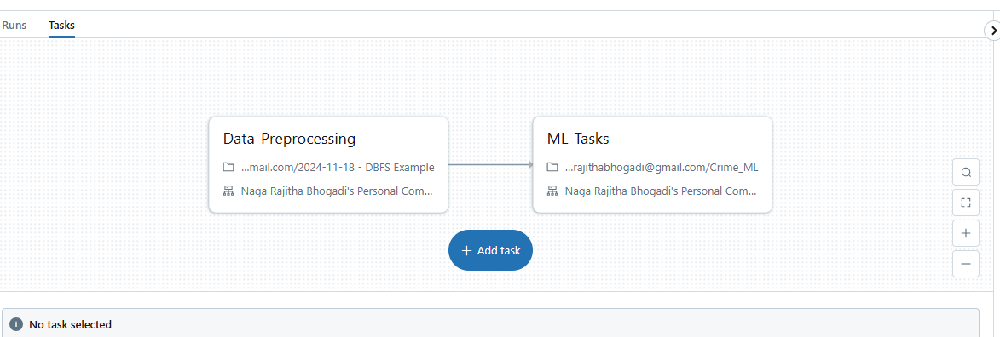 Runs Tasks
Data_Preprocessing
...mail.com/2024-11-18 - DBFS Example
Naga Rajitha Bhogadi's Personal Com...
ML_Tasks
...rajithabhogadi@gmail.com/Crime_ML
Naga Rajitha Bhogadi's Personal Com...
+ Add task
No task selected